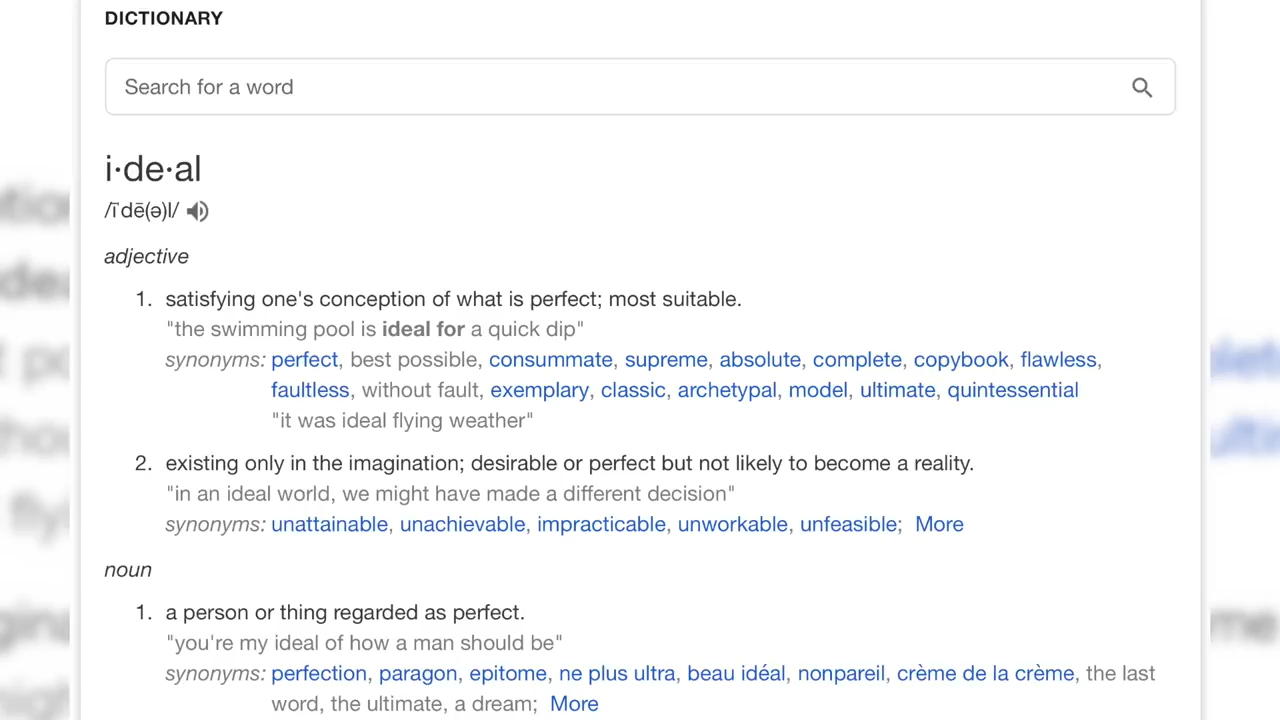 DICTIONARY
Search for a word
i·de·al
/īˈdē(ə)l/
adjective
1. satisfying one's conception of what is perfect; most suitable.
"the swimming pool is ideal for a quick dip"
synonyms: perfect, best possible, consummate, supreme, absolute, complete, copybook, flawless,
faultless, without fault, exemplary, classic, archetypal, model, ultimate, quintessential
"it was ideal flying weather"
2. existing only in the imagination; desirable or perfect but not likely to become a reality.
"in an ideal world, we might have made a different decision"
synonyms: unattainable, unachievable, impracticable, unworkable, unfeasible; More
noun
1. a person or thing regarded as perfect.
"you're my ideal of how a man should be"
synonyms: perfection, paragon, epitome, ne plus ultra, beau idéal, nonpareil, crème de la crème, the last
word, the ultimate, a dream; More